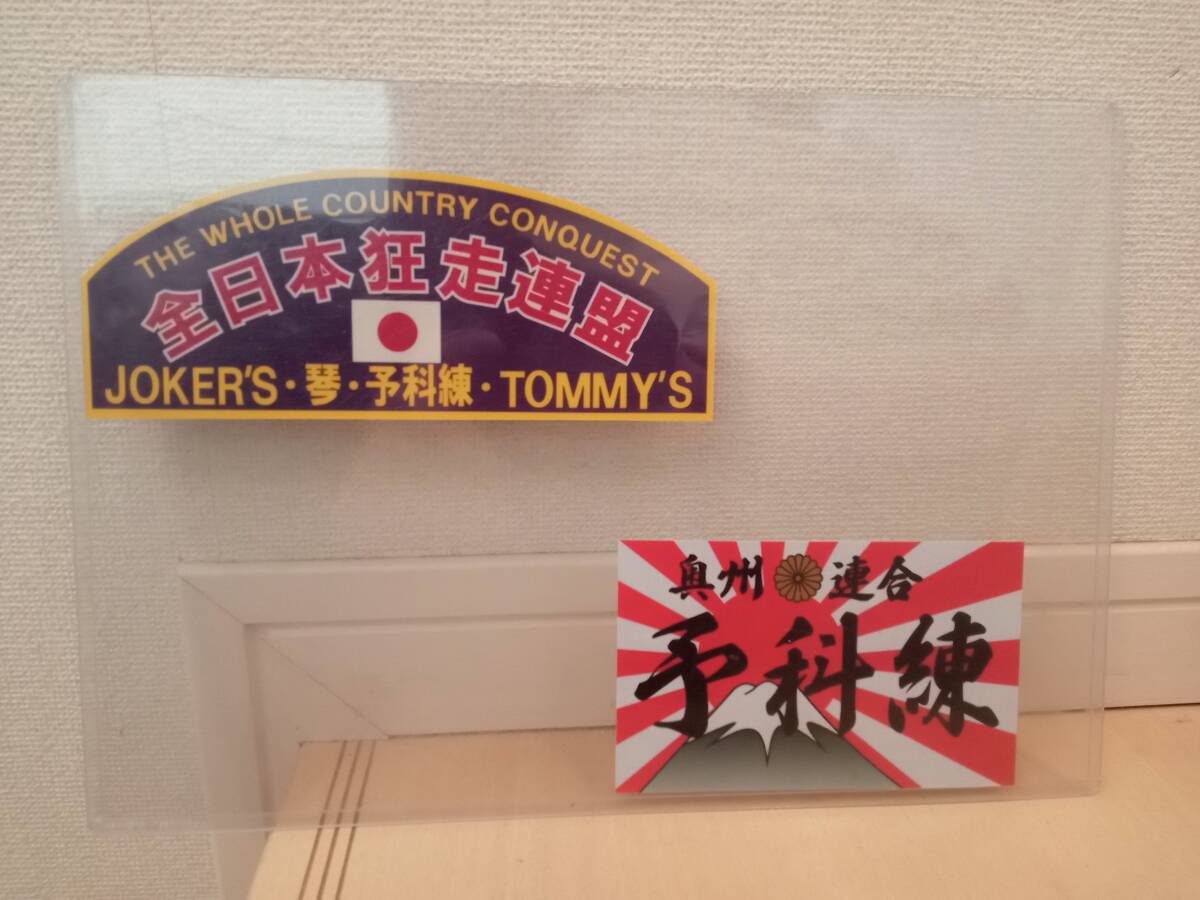 THE WHOLE COUNTRY CONQUEST
全日本狂走連盟
JOKER'S・琴・予科練・TOMMY'S
奥州 連合
予科練